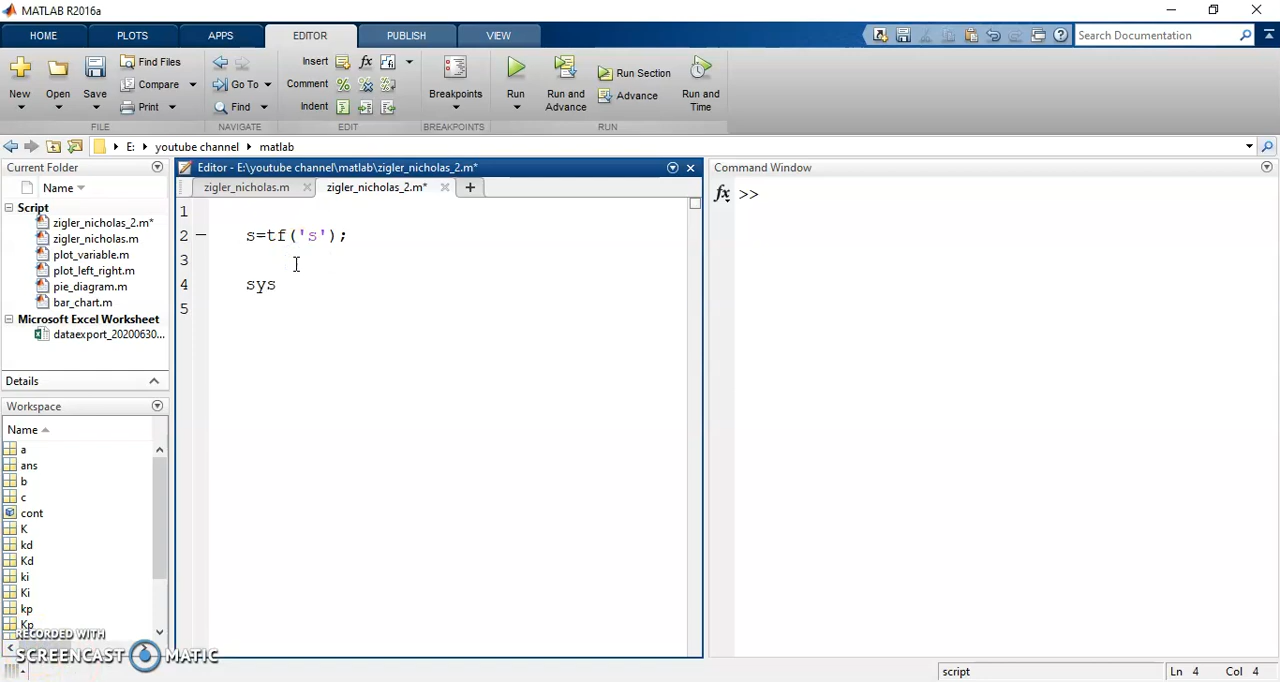 MATLAB R2016a
HOME PLOTS APPS EDITOR PUBLISH VIEW Search Documentation
New Open Save Find Files Compare Print Go To Find Insert Comment Indent Breakpoints Run Run and Advance Run Section Advance Run and Time
FILE NAVIGATE EDIT BREAKPOINTS RUN
E: youtube channel matlab
Current Folder
Name
Script
zigler_nicholas_2.m*
zigler_nicholas.m
plot_variable.m
plot_left_right.m
pie_diagram.m
bar_chart.m
Microsoft Excel Worksheet
dataexport_20200630...
Details
Workspace
Name
a
ans
b
c
cont
K
kd
Kd
ki
Ki
kp
Kp
Editor - E:\youtube channel\matlab\zigler_nicholas_2.m*
zigler_nicholas.m zigler_nicholas_2.m*
1
2 s=tf('s');
3
4 sys
5
Command Window
fx >>
RECORDED WITH
SCREENCAST MATIC
script Ln 4 Col 4